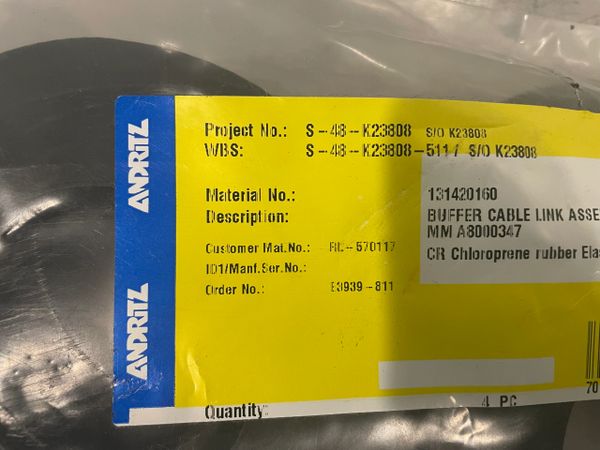 ANDRITZ
ANDRITZ
Project No.: S-48-K23808 S/O K23808
WBS: S-48-K23808-511/ S/O K23808
Material No.: 131420160
Description: BUFFER CABLE LINK ASSE
MM A8000347
Customer Mat.No.: RL-570117
CR Chloroprene rubber Elas
ID1/Manf.Ser.No.:
Order No.: E3939-811
Quantity: 4 PC
70